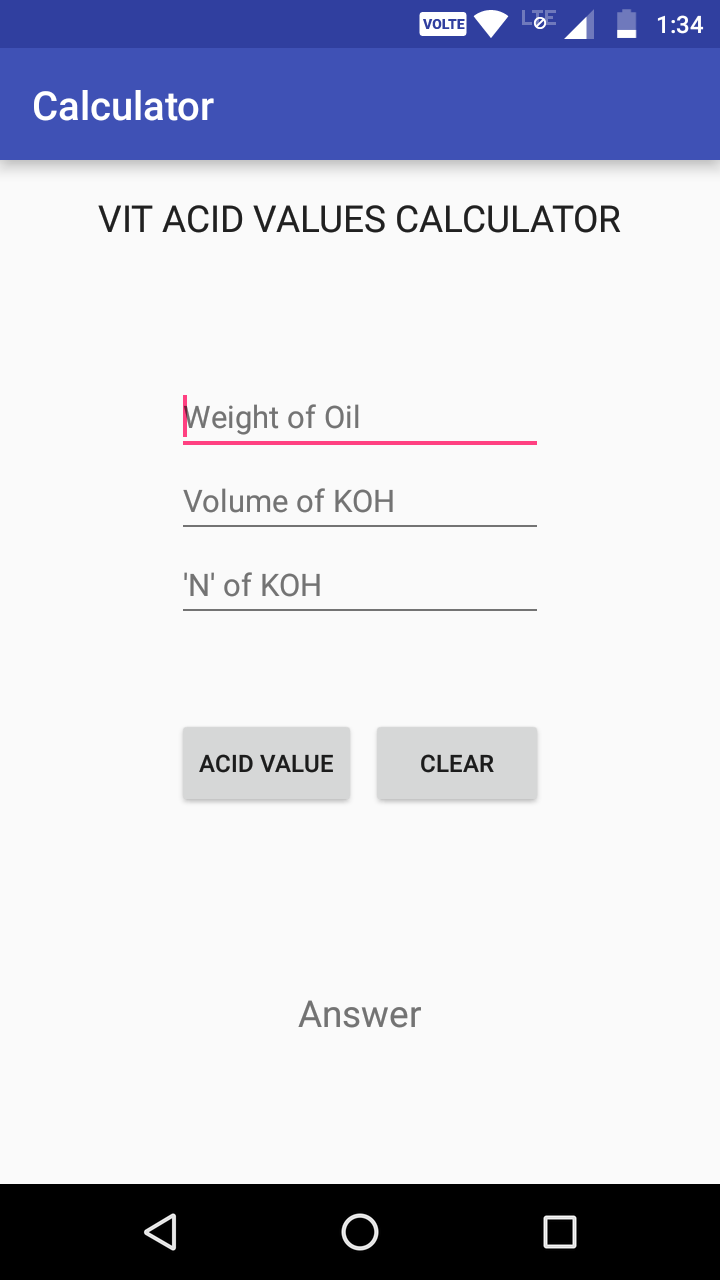 VOLTE LTE 1:34
Calculator
VIT ACID VALUES CALCULATOR
Weight of Oil
Volume of KOH
'N' of KOH
ACID VALUE CLEAR
Answer